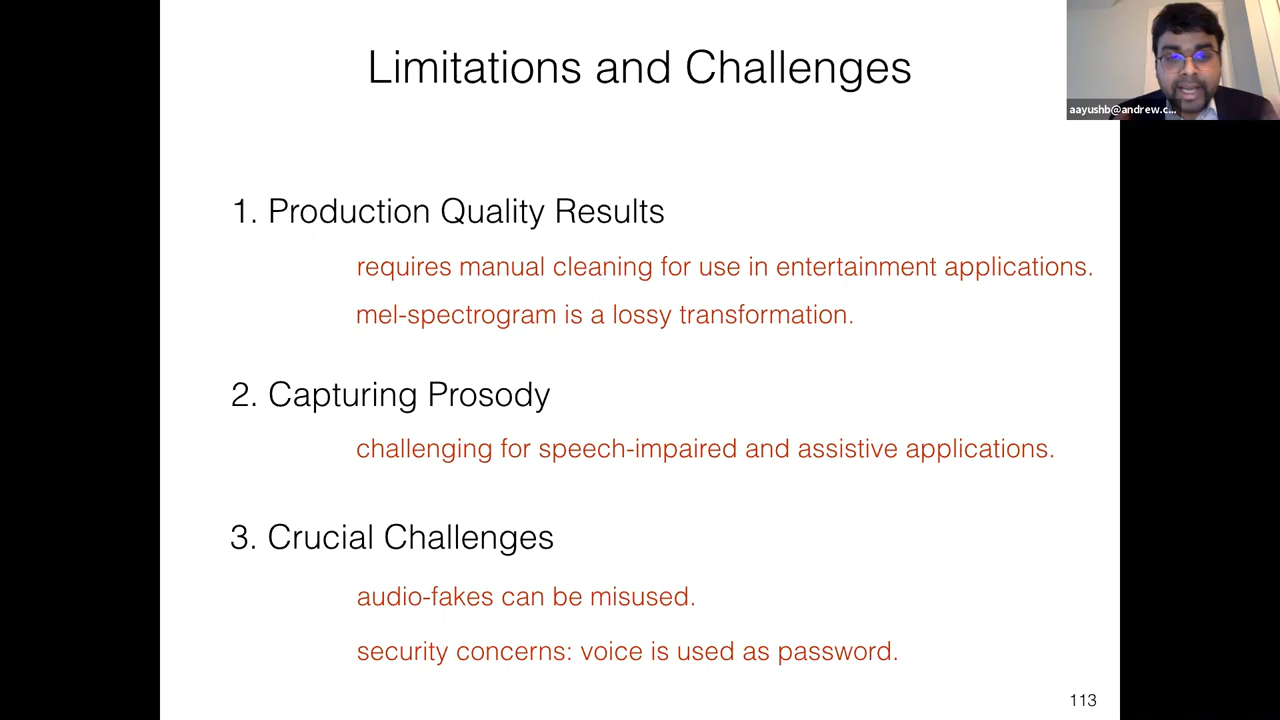 Limitations and Challenges
aayushb@andrew.c...
1. Production Quality Results
requires manual cleaning for use in entertainment applications.
mel-spectrogram is a lossy transformation.
2. Capturing Prosody
challenging for speech-impaired and assistive applications.
3. Crucial Challenges
audio-fakes can be misused.
security concerns: voice is used as password.
113